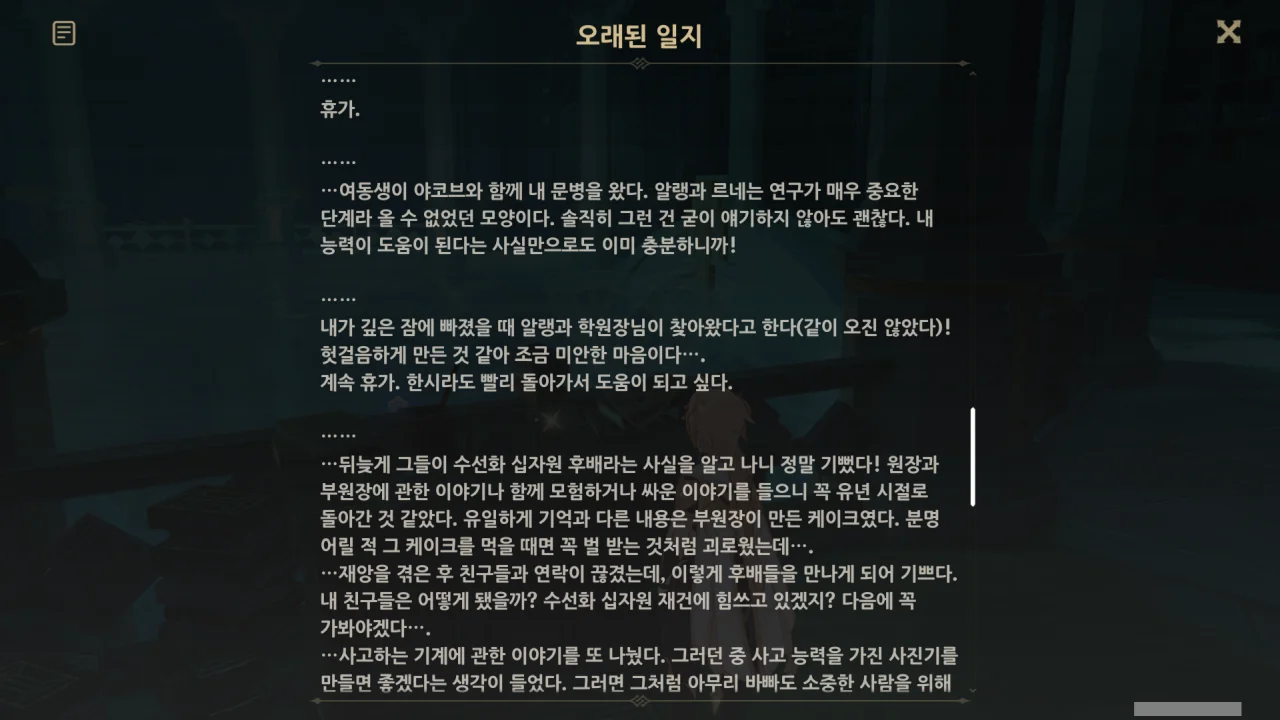 오래된 일지
……
휴가.
……
…여동생이 야코브와 함께 내 문병을 왔다. 알랭과 르네는 연구가 매우 중요한
단계라 올 수 없었던 모양이다. 솔직히 그런 건 굳이 얘기하지 않아도 괜찮다. 내
능력이 도움이 된다는 사실만으로도 이미 충분하니까!
……
내가 깊은 잠에 빠졌을 때 알랭과 학원장님이 찾아왔다고 한다(같이 오진 않았다)!
헛걸음하게 만든 것 같아 조금 미안한 마음이다….
계속 휴가. 한시라도 빨리 돌아가서 도움이 되고 싶다.
……
…뒤늦게 그들이 수선화 십자원 후배라는 사실을 알고 나니 정말 기뻤다! 원장과
부원장에 관한 이야기나 함께 모험하거나 싸운 이야기를 들으니 꼭 유년 시절로
돌아간 것 같았다. 유일하게 기억과 다른 내용은 부원장이 만든 케이크였다. 분명
어릴 적 그 케이크를 먹을 때면 꼭 벌 받는 것처럼 괴로웠는데….
…재앙을 겪은 후 친구들과 연락이 끊겼는데, 이렇게 후배들을 만나게 되어 기쁘다.
내 친구들은 어떻게 됐을까? 수선화 십자원 재건에 힘쓰고 있겠지? 다음에 꼭
가봐야겠다….
…사고하는 기계에 관한 이야기를 또 나눴다. 그러던 중 사고 능력을 가진 사진기를
만들면 좋겠다는 생각이 들었다. 그러면 그처럼 아무리 바빠도 소중한 사람을 위해